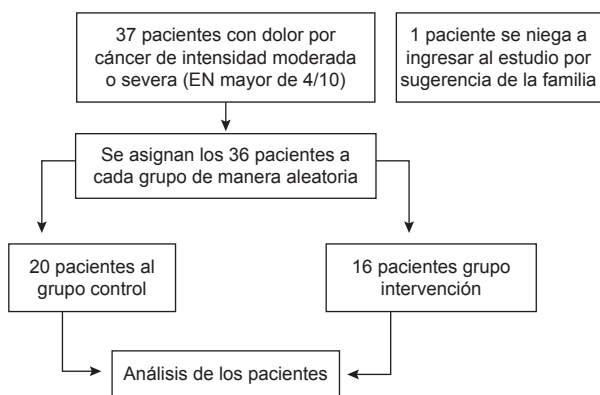 37 pacientes con dolor por
cáncer de intensidad moderada
o severa (EN mayor de 4/10)
1 paciente se niega a
ingresar al estudio por
sugerencia de la familia
Se asignan los 36 pacientes a
cada grupo de manera aleatoria
20 pacientes al
grupo control
16 pacientes grupo
intervención
Análisis de los pacientes